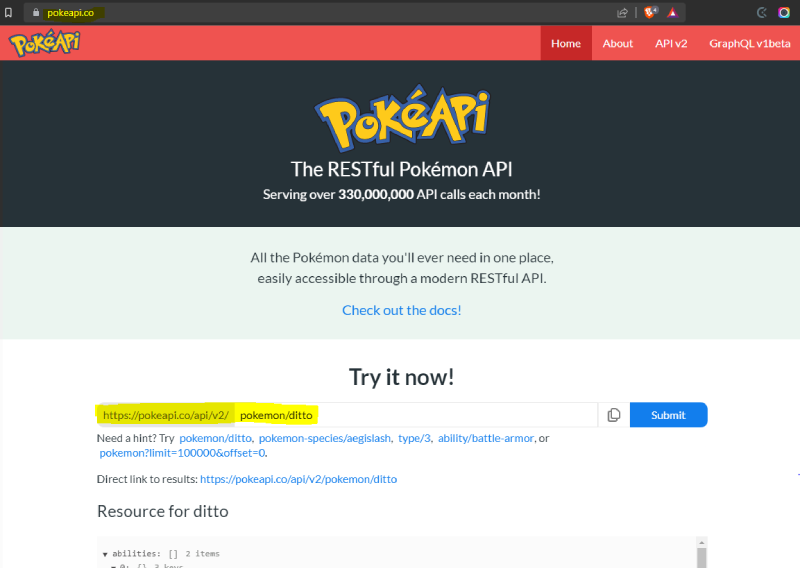 pokeapi.co
PokéApi
Home About API v2 GraphQL v1beta
PokéApi
The RESTful Pokémon API
Serving over 330,000,000 API calls each month!
All the Pokémon data you'll ever need in one place,
easily accessible through a modern RESTful API.
Check out the docs!
Try it now!
https://pokeapi.co/api/v2/ pokemon/ditto Submit
Need a hint? Try pokemon/ditto, pokemon-species/aegislash, type/3, ability/battle-armor, or
pokemon?limit=100000&offset=0.
Direct link to results: https://pokeapi.co/api/v2/pokemon/ditto
Resource for ditto
abilities: [] 2 items
0: {} 3 keys